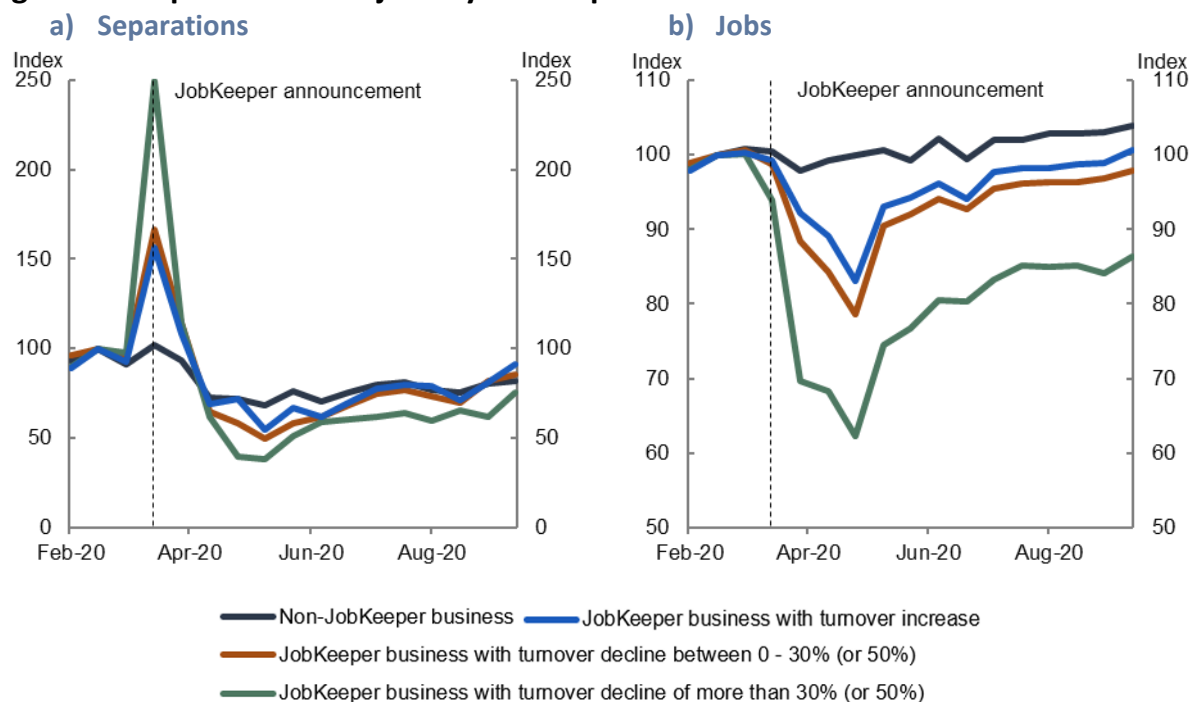 a) Separations
b) Jobs
Index
Index
250
250
JobKeeper announcement
200
200
150
150
100
100
50
50
0
0
Feb-20
Apr-20
Jun-20
Aug-20
Index
Index
110
110
JobKeeper announcement
100
100
90
90
80
80
70
70
60
60
50
50
Feb-20
Apr-20
Jun-20
Aug-20
Non-JobKeeper business
JobKeeper business with turnover increase
JobKeeper business with turnover decline between 0 - 30% (or 50%)
JobKeeper business with turnover decline of more than 30% (or 50%)